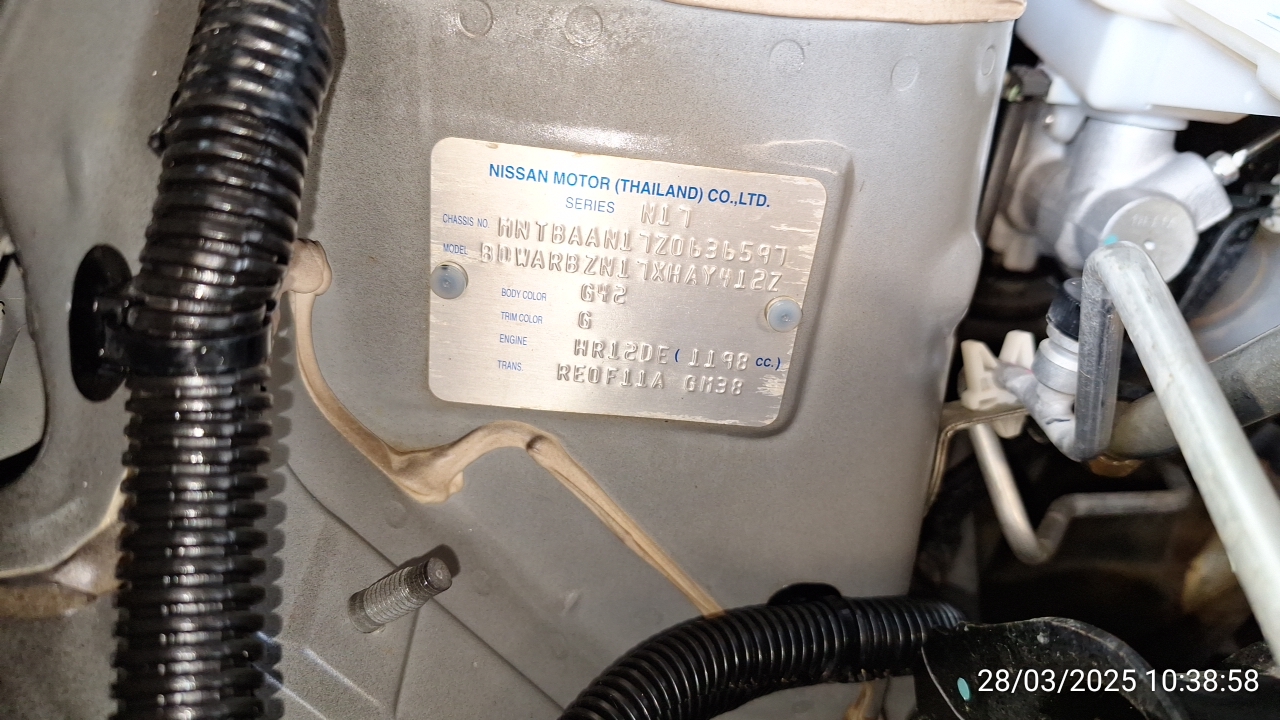 NISSAN MOTOR (THAILAND) CO.,LTD.
SERIES N17
CHASSIS NO. MNTBAAN17Z0636597
MODEL BDWARBZN17XHAY412Z
BODY COLOR G42
TRIM COLOR G
ENGINE HR12DE ( 1198 cc.)
TRANS. RE0F11A GM38
28/03/2025 10:38:58